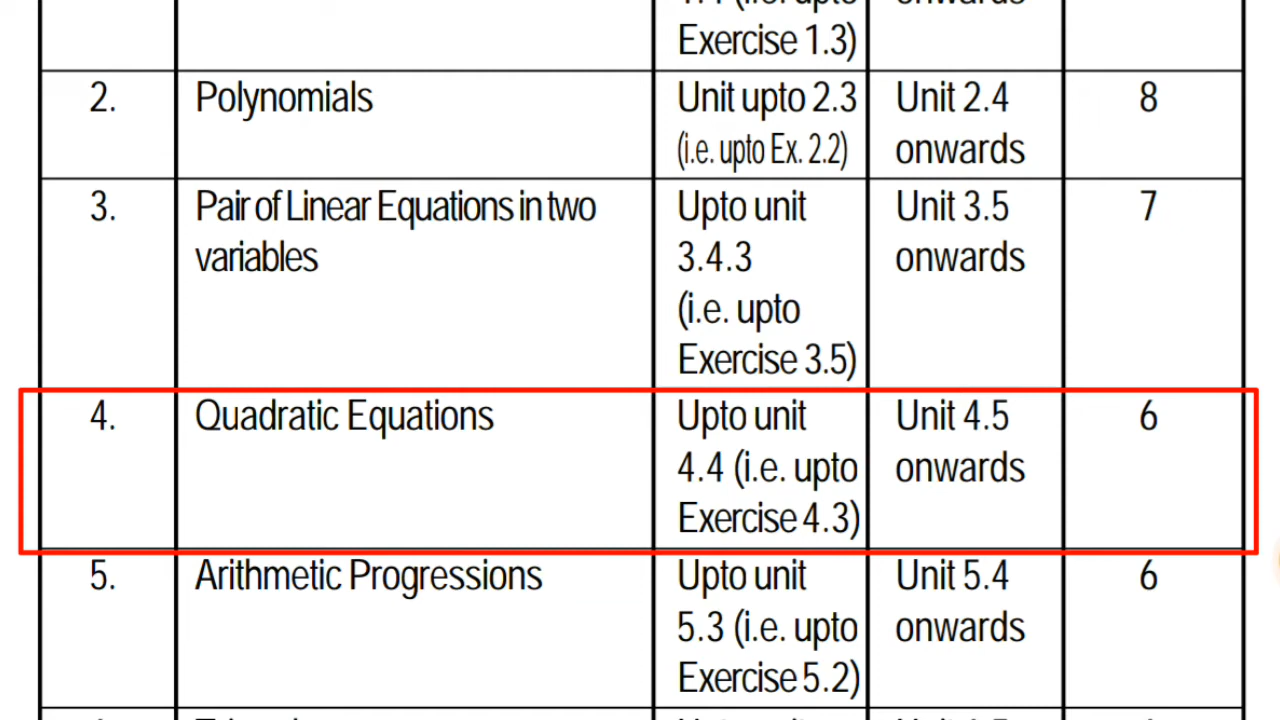 Exercise 1.3)
onwards
2. Polynomials Unit upto 2.3 Unit 2.4 8
(i.e. upto Ex. 2.2) onwards
3. Pair of Linear Equations in two Upto unit Unit 3.5 7
variables 3.4.3 onwards
(i.e. upto
Exercise 3.5)
4. Quadratic Equations Upto unit Unit 4.5 6
4.4 (i.e. upto onwards
Exercise 4.3)
5. Arithmetic Progressions Upto unit Unit 5.4 6
5.3 (i.e. upto onwards
Exercise 5.2)